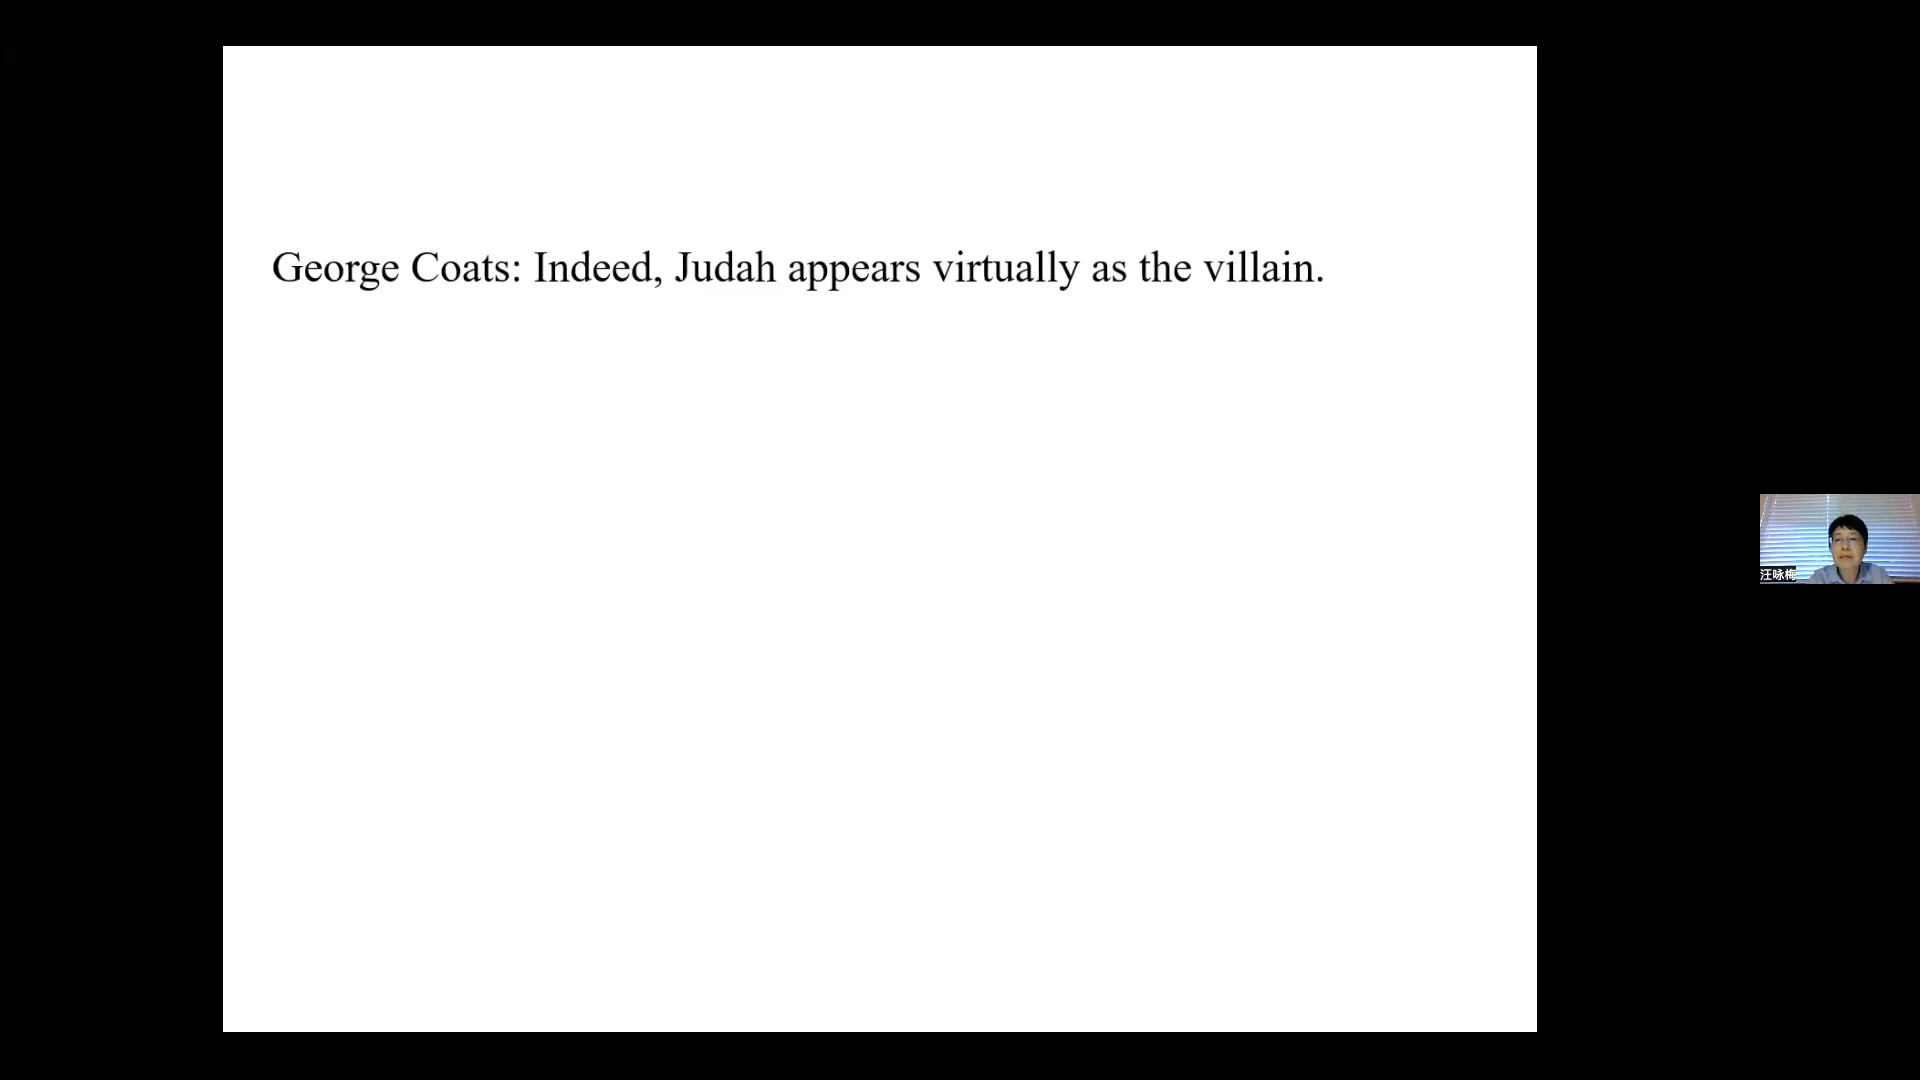 George Coats: Indeed, Judah appears virtually as the villain.
汪咏梅